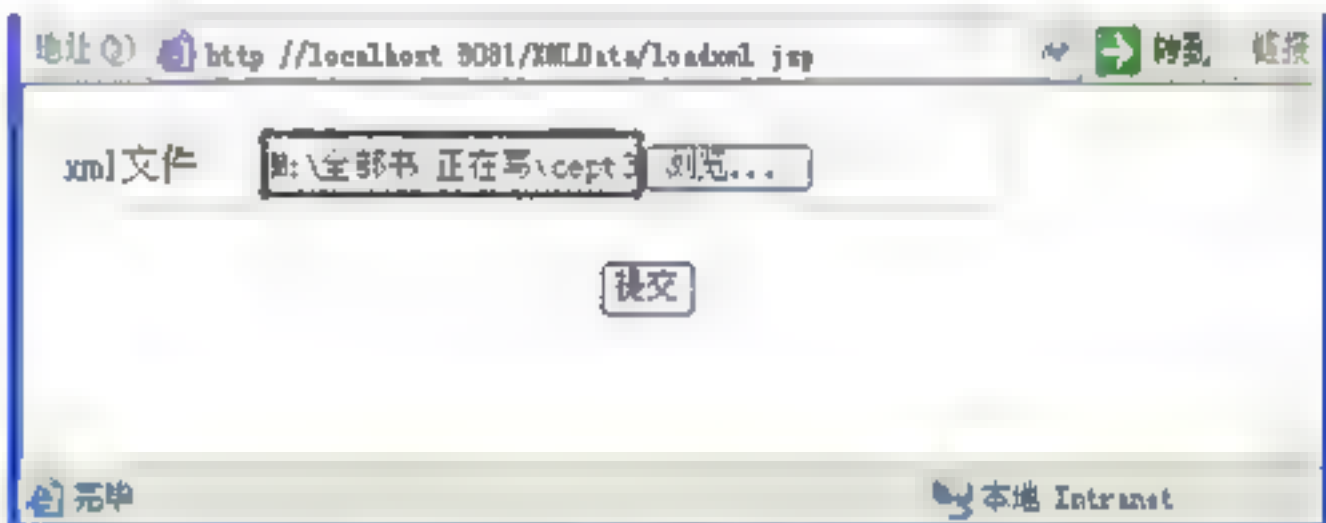 地址(D) http://localhost:8081/XMLData/loadxml.jsp 转到 链接
xml文件 M:\全部书 正在写\cept 3 浏览...
提交
完毕 本地 Intranet